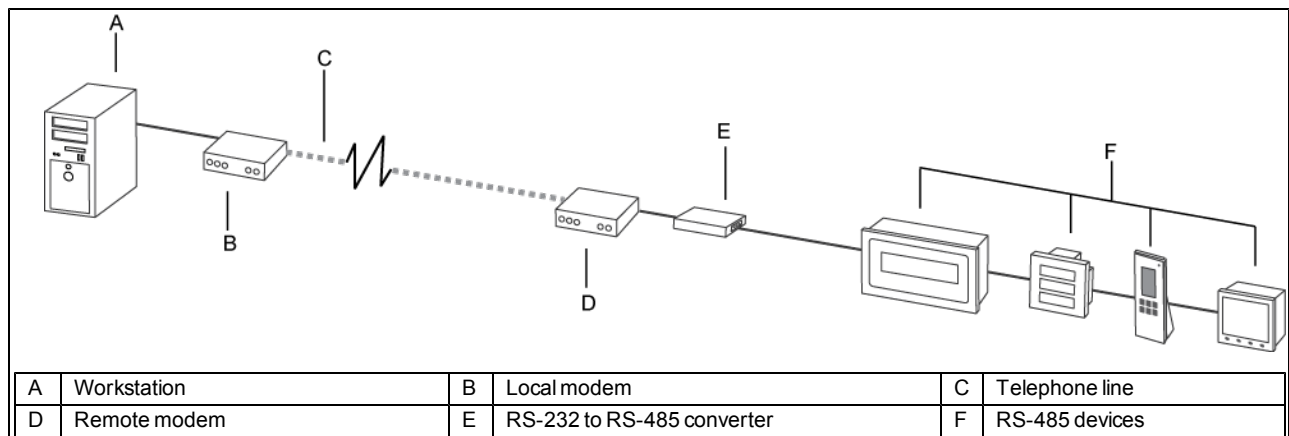 A
C
E
F
B
D
A Workstation B Local modem C Telephone line
D Remote modem E RS-232 to RS-485 converter F RS-485 devices